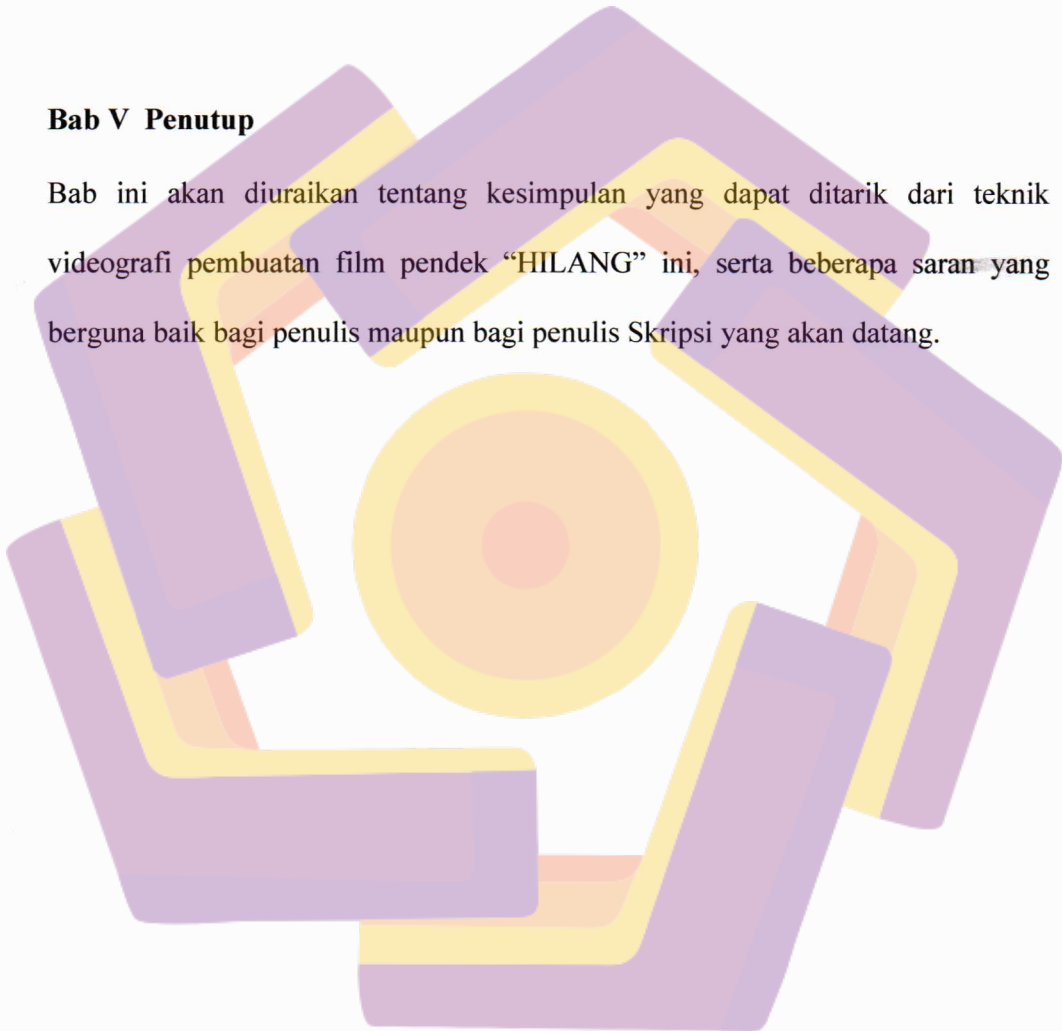 Bab V Penutup
Bab ini akan diuraikan tentang kesimpulan yang dapat ditarik dari teknik
videografi pembuatan film pendek “HILANG” ini, serta beberapa saran yang
berguna baik bagi penulis maupun bagi penulis Skripsi yang akan datang.